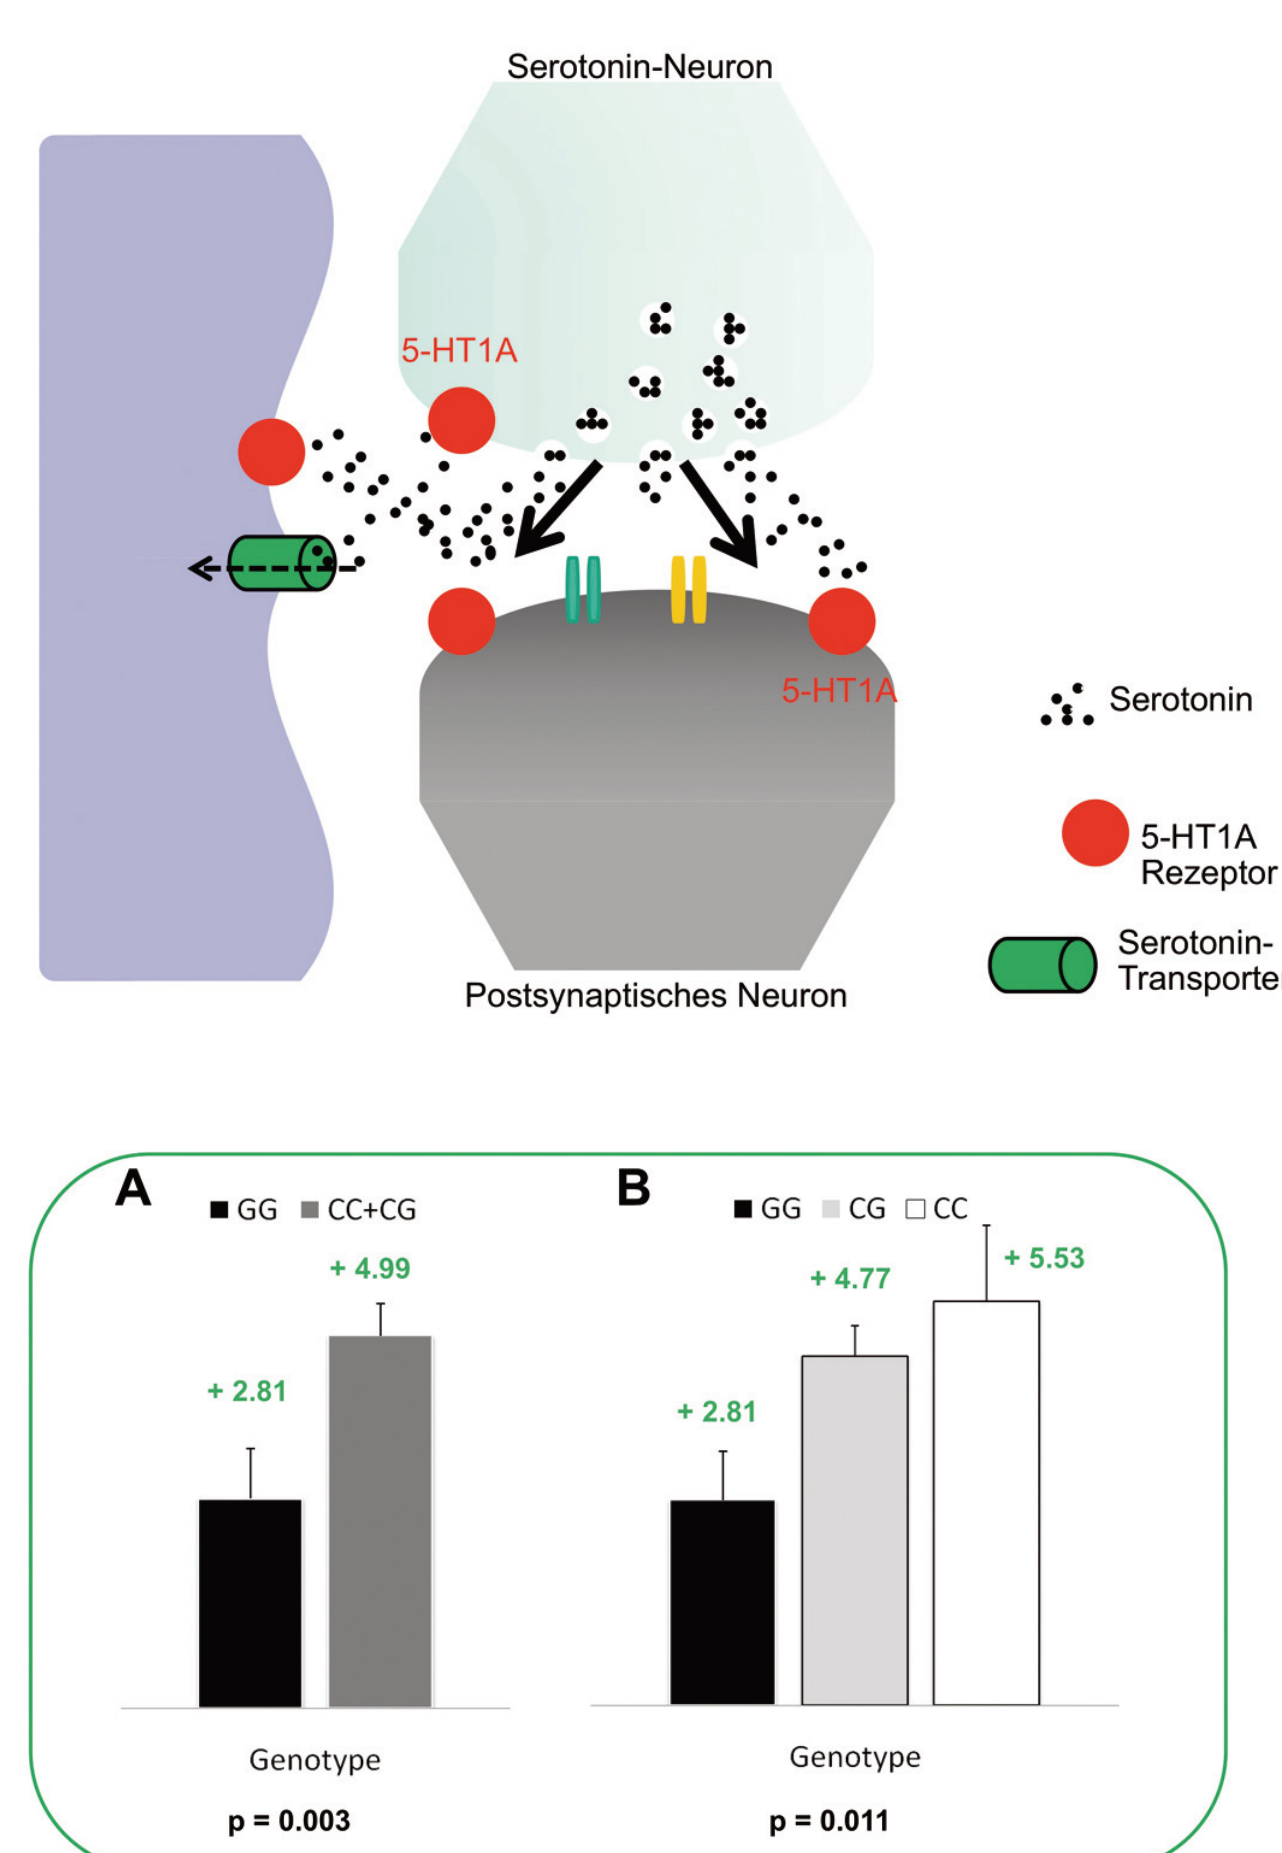 Serotonin-Neuron
5-HT1A
5-HT1A
Serotonin
5-HT1A
Rezeptor
Serotonin-
Transporte
Postsynaptisches Neuron
A
GG CC+CG
+ 4.99
+ 2.81
Genotype
p = 0.003
B
GG CG CC
+ 5.53
+ 4.77
+ 2.81
Genotype
p = 0.011